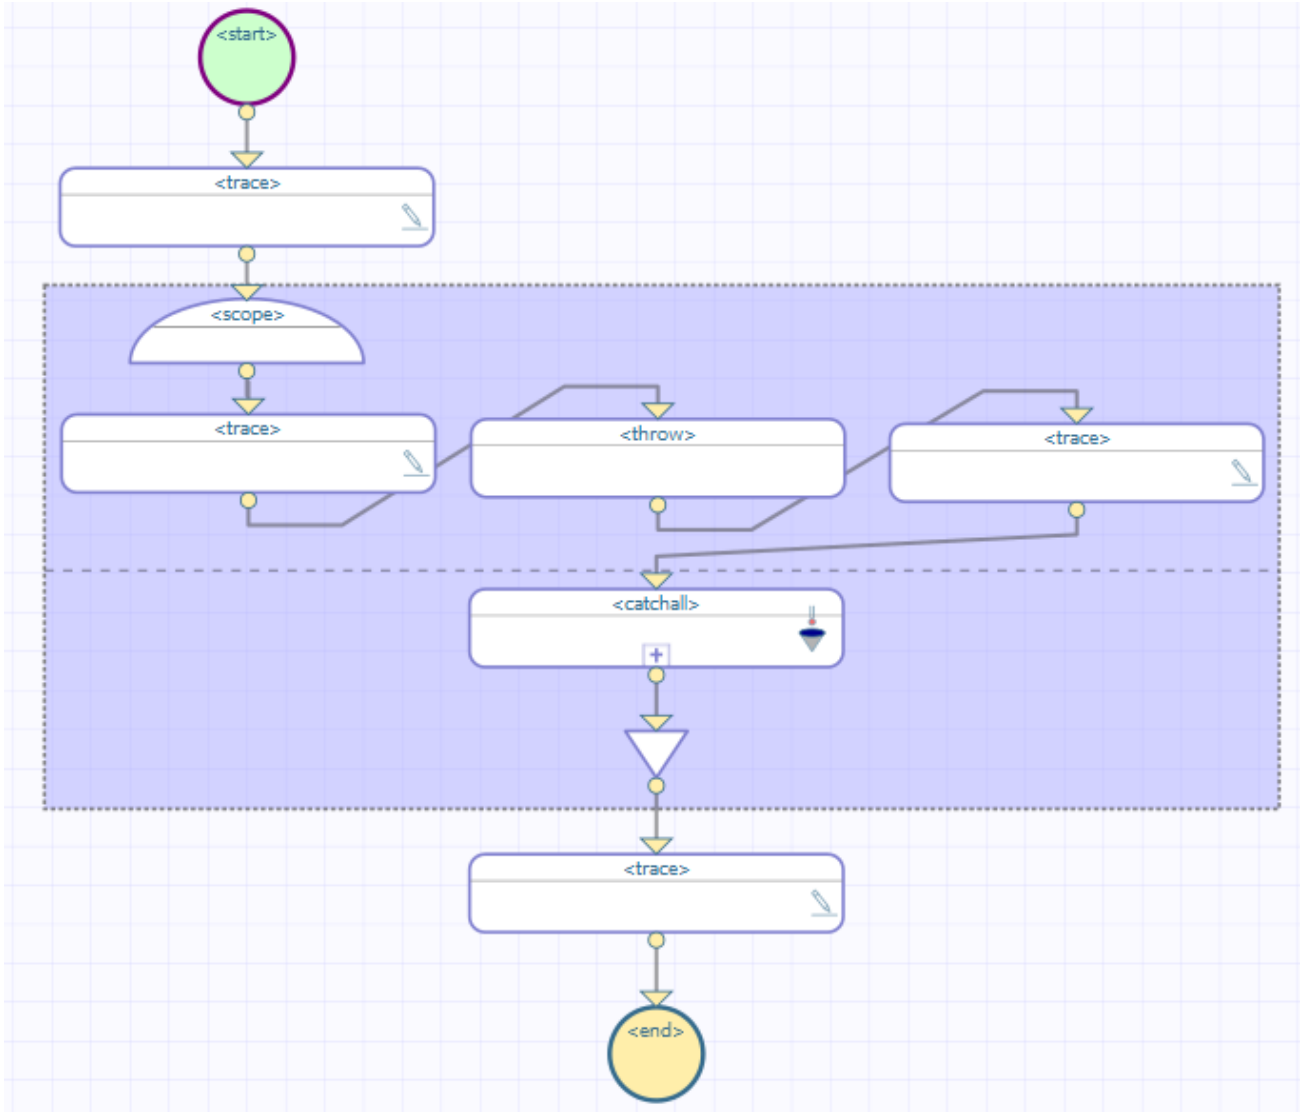 <start>
<trace>
<scope>
<trace>
<throw>
<trace>
<catchall>
+
<trace>
<end>